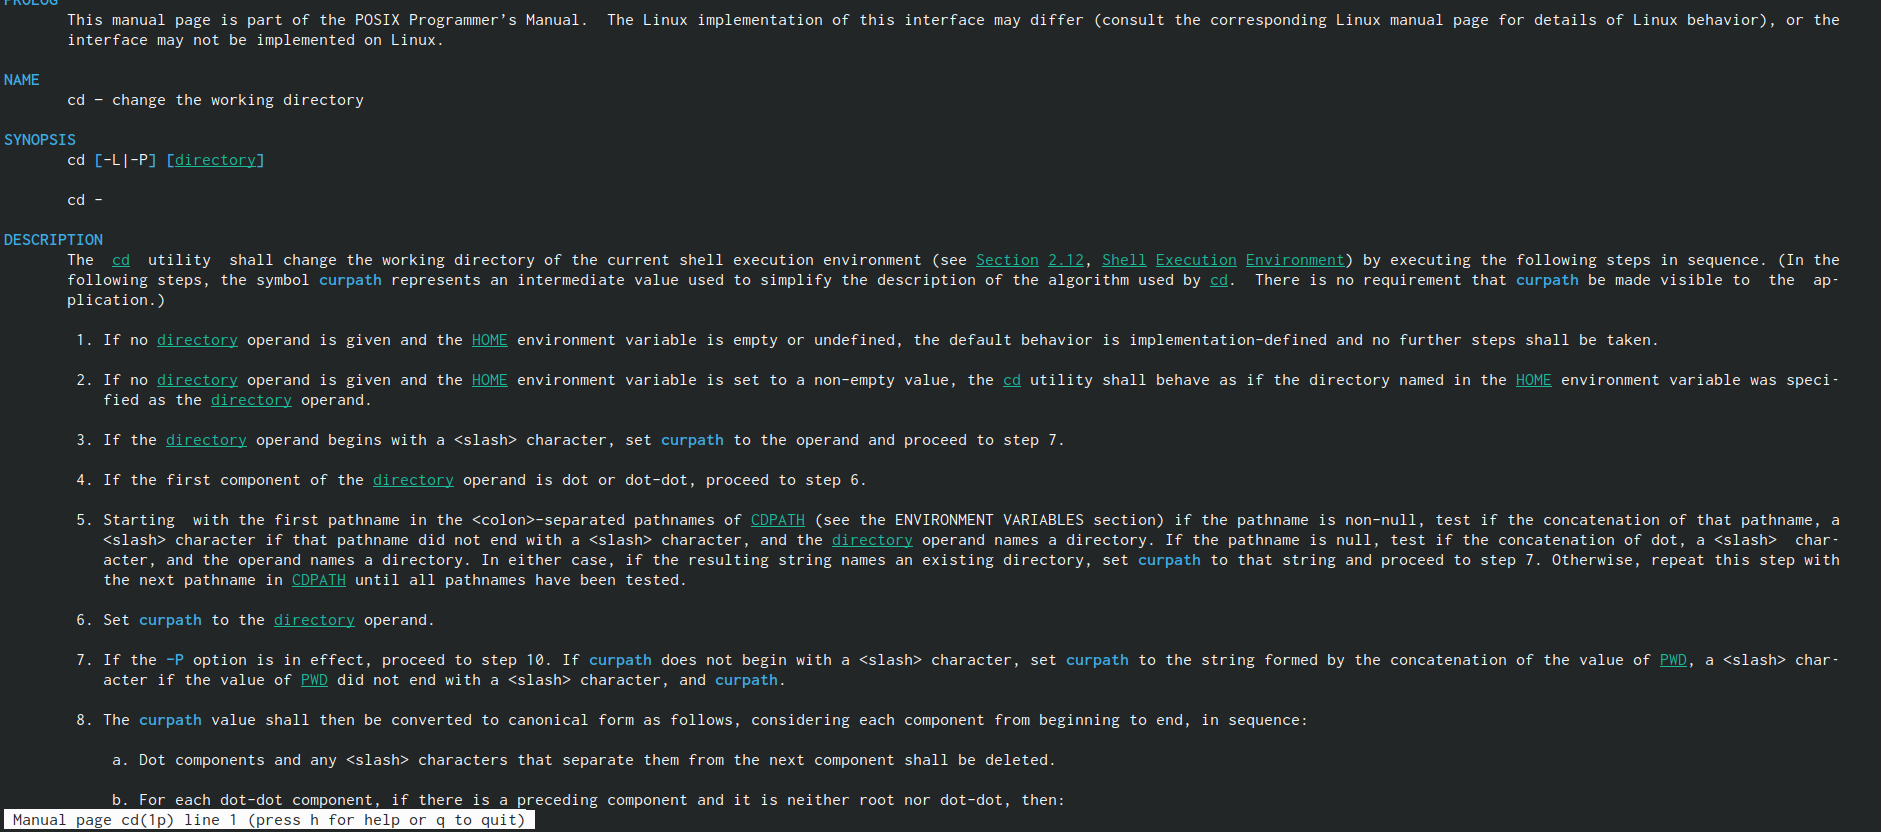 PROLOG
This manual page is part of the POSIX Programmer's Manual.  The Linux implementation of this interface may differ (consult the corresponding Linux manual page for details of Linux behavior), or the
interface may not be implemented on Linux.
NAME
cd − change the working directory
SYNOPSIS
cd [−L|−P] [directory]
cd −
DESCRIPTION
The  cd  utility  shall change the working directory of the current shell execution environment (see Section 2.12, Shell Execution Environment) by executing the following steps in sequence. (In the
following steps, the symbol curpath represents an intermediate value used to simplify the description of the algorithm used by cd.  There is no requirement that curpath be made visible to  the  ap‐
plication.)
1. If no directory operand is given and the HOME environment variable is empty or undefined, the default behavior is implementation-defined and no further steps shall be taken.
2. If no directory operand is given and the HOME environment variable is set to a non-empty value, the cd utility shall behave as if the directory named in the HOME environment variable was speci‐
fied as the directory operand.
3. If the directory operand begins with a <slash> character, set curpath to the operand and proceed to step 7.
4. If the first component of the directory operand is dot or dot-dot, proceed to step 6.
5. Starting  with the first pathname in the <colon>-separated pathnames of CDPATH (see the ENVIRONMENT VARIABLES section) if the pathname is non-null, test if the concatenation of that pathname, a
<slash> character if that pathname did not end with a <slash> character, and the directory operand names a directory. If the pathname is null, test if the concatenation of dot, a <slash>  char‐
acter, and the operand names a directory. In either case, if the resulting string names an existing directory, set curpath to that string and proceed to step 7. Otherwise, repeat this step with
the next pathname in CDPATH until all pathnames have been tested.
6. Set curpath to the directory operand.
7. If the −P option is in effect, proceed to step 10. If curpath does not begin with a <slash> character, set curpath to the string formed by the concatenation of the value of PWD, a <slash> char‐
acter if the value of PWD did not end with a <slash> character, and curpath.
8. The curpath value shall then be converted to canonical form as follows, considering each component from beginning to end, in sequence:
a. Dot components and any <slash> characters that separate them from the next component shall be deleted.
b. For each dot-dot component, if there is a preceding component and it is neither root nor dot-dot, then:
Manual page cd(1p) line 1 (press h for help or q to quit)